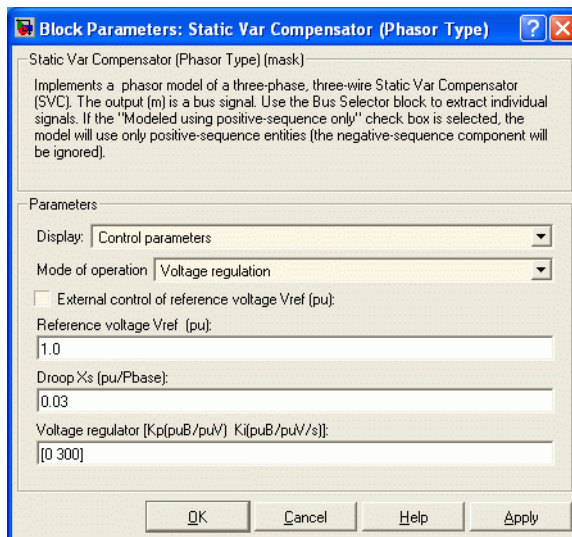 Block Parameters: Static Var Compensator (Phasor Type)
Static Var Compensator (Phasor Type) (mask)
Implements a phasor model of a three-phase, three-wire Static Var Compensator
(SVC). The output (m) is a bus signal. Use the Bus Selector block to extract individual
signals. If the "Modeled using positive-sequence only" check box is selected, the
model will use only positive-sequence entities (the negative-sequence component will
be ignored).
Parameters
Display: Control parameters
Mode of operation Voltage regulation
External control of reference voltage Vref (pu):
Reference voltage Vref (pu):
1.0
Droop Xs (pu/Pbase):
0.03
Voltage regulator [Kp(puB/puV) Ki(puB/puV/s)]:
[0 300]
OK Cancel Help Apply